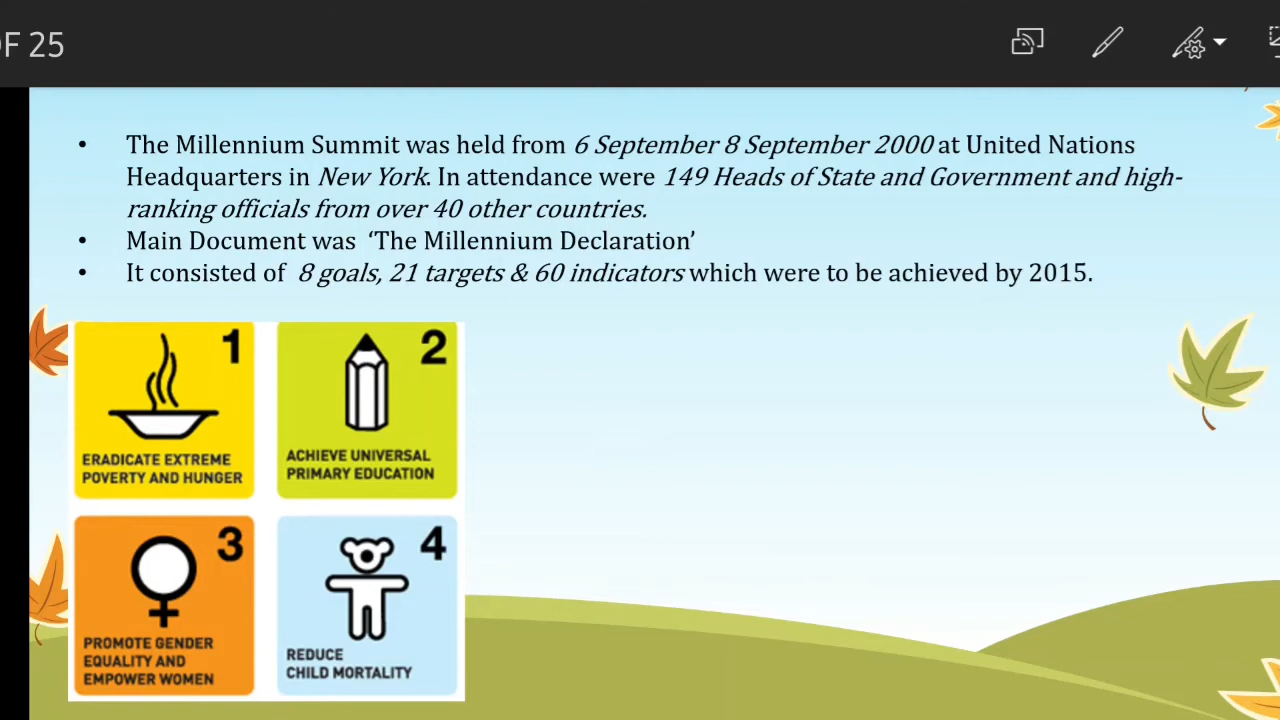 OF 25
• The Millennium Summit was held from 6 September 8 September 2000 at United Nations
Headquarters in New York. In attendance were 149 Heads of State and Government and high-
ranking officials from over 40 other countries.
• Main Document was ‘The Millennium Declaration’
• It consisted of 8 goals, 21 targets & 60 indicators which were to be achieved by 2015.
1
ERADICATE EXTREME
POVERTY AND HUNGER
2
ACHIEVE UNIVERSAL
PRIMARY EDUCATION
3
PROMOTE GENDER
EQUALITY AND
EMPOWER WOMEN
4
REDUCE
CHILD MORTALITY